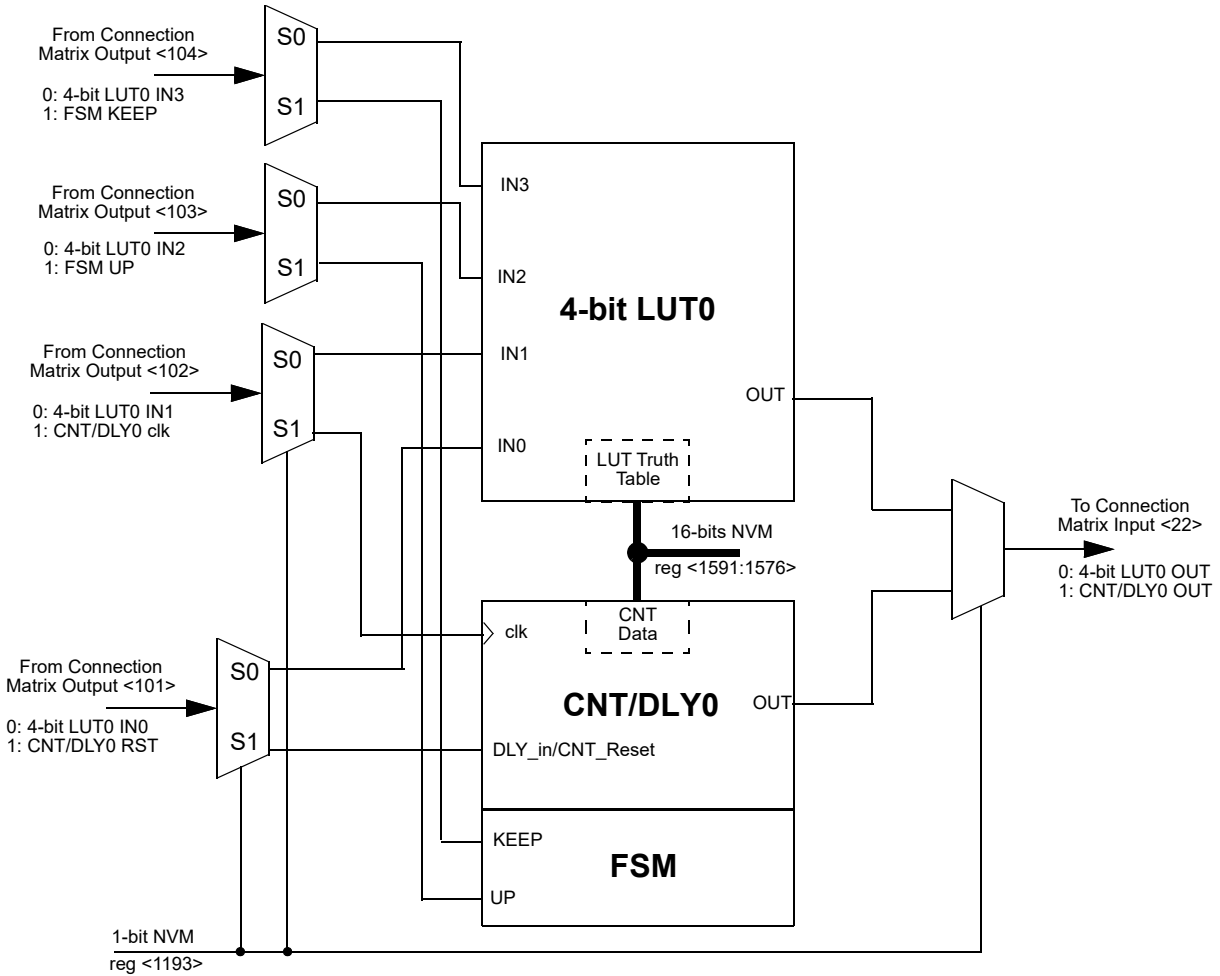 From Connection
Matrix Output <104>
0: 4-bit LUT0 IN3
1: FSM KEEP
S0
S1
From Connection
Matrix Output <103>
0: 4-bit LUT0 IN2
1: FSM UP
S0
S1
From Connection
Matrix Output <102>
0: 4-bit LUT0 IN1
1: CNT/DLY0 clk
S0
S1
From Connection
Matrix Output <101>
0: 4-bit LUT0 IN0
1: CNT/DLY0 RST
S0
S1
IN3
IN2
IN1
IN0
4-bit LUT0
OUT
LUT Truth
Table
16-bits NVM
reg <1591:1576>
CNT
Data
clk
CNT/DLY0
OUT
DLY_in/CNT_Reset
KEEP
FSM
UP
To Connection
Matrix Input <22>
0: 4-bit LUT0 OUT
1: CNT/DLY0 OUT
1-bit NVM
reg <1193>